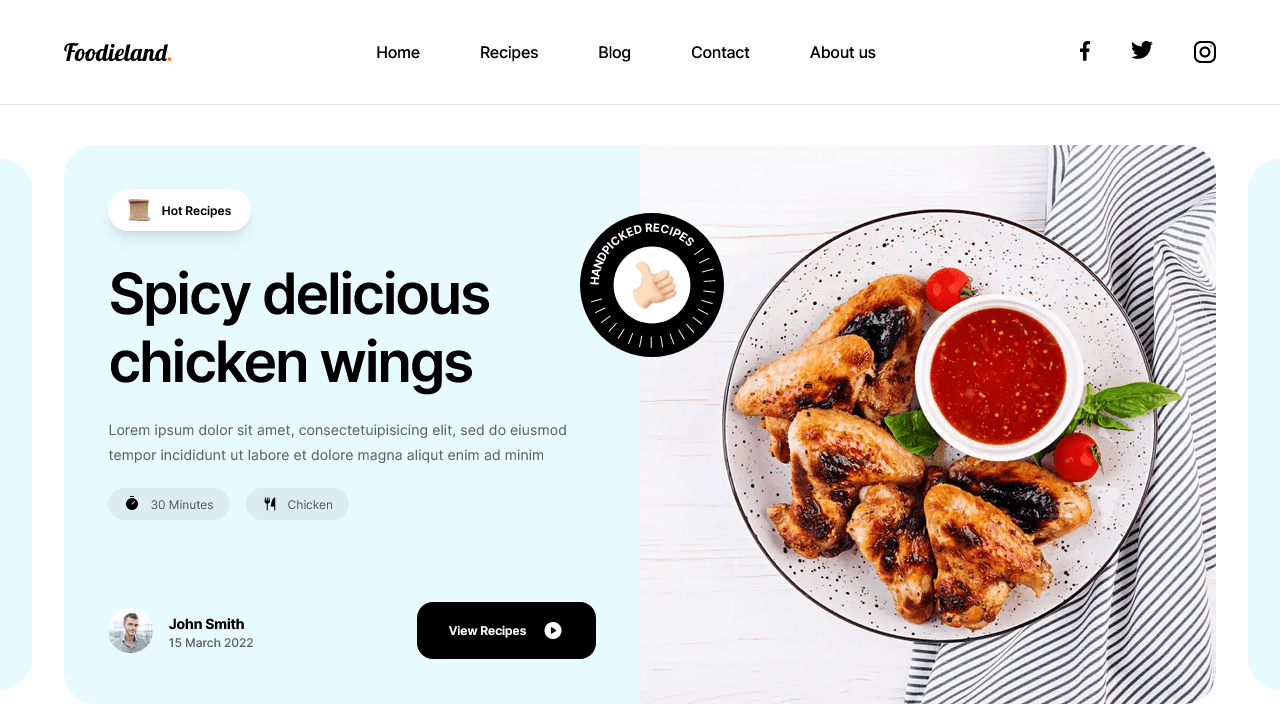 Foodieland.
Home
Recipes
Blog
Contact
About us
Hot Recipes
HANDPICKED RECIPES
Spicy delicious
chicken wings
Lorem ipsum dolor sit amet, consectetuipisicing elit, sed do eiusmod
tempor incididunt ut labore et dolore magna aliqut enim ad minim
30 Minutes
Chicken
John Smith
15 March 2022
View Recipes